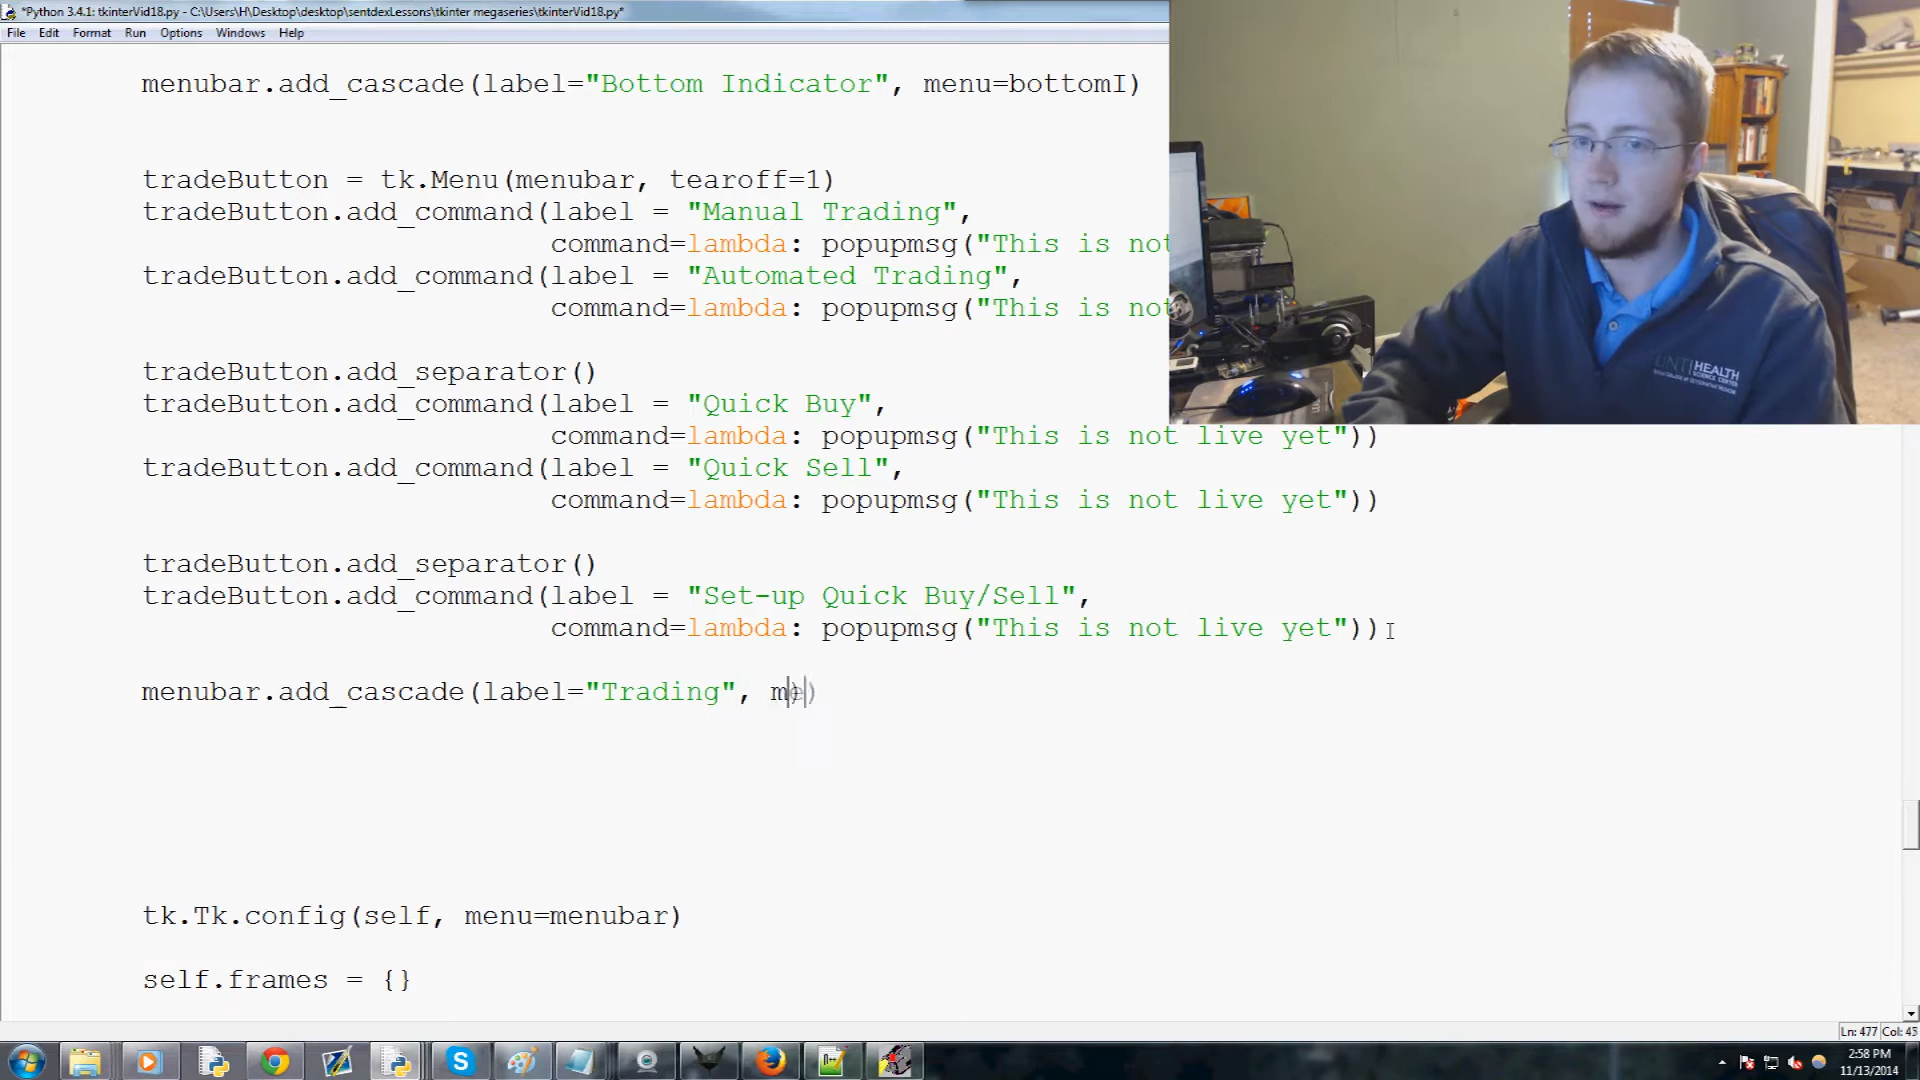 *Python 3.4.1: tkinterVid18.py - C:\Users\H\Desktop\desktop\sentdexLessons\tkinter megaseries\tkinterVid18.py*
File Edit Format Run Options Windows Help
menubar.add_cascade(label="Bottom Indicator", menu=bottomI)
tradeButton = tk.Menu(menubar, tearoff=1)
tradeButton.add_command(label = "Manual Trading",
command=lambda: popupmsg("This is not
tradeButton.add_command(label = "Automated Trading",
command=lambda: popupmsg("This is not
tradeButton.add_separator()
tradeButton.add_command(label = "Quick Buy",
command=lambda: popupmsg("This is not live yet"))
tradeButton.add_command(label = "Quick Sell",
command=lambda: popupmsg("This is not live yet"))
tradeButton.add_separator()
tradeButton.add_command(label = "Set-up Quick Buy/Sell",
command=lambda: popupmsg("This is not live yet"))
menubar.add_cascade(label="Trading", me)
tk.Tk.config(self, menu=menubar)
self.frames = {}
UNT HEALTH
SCIENCE CENTER
Ln: 477 Col: 43
2:58 PM
11/13/2014